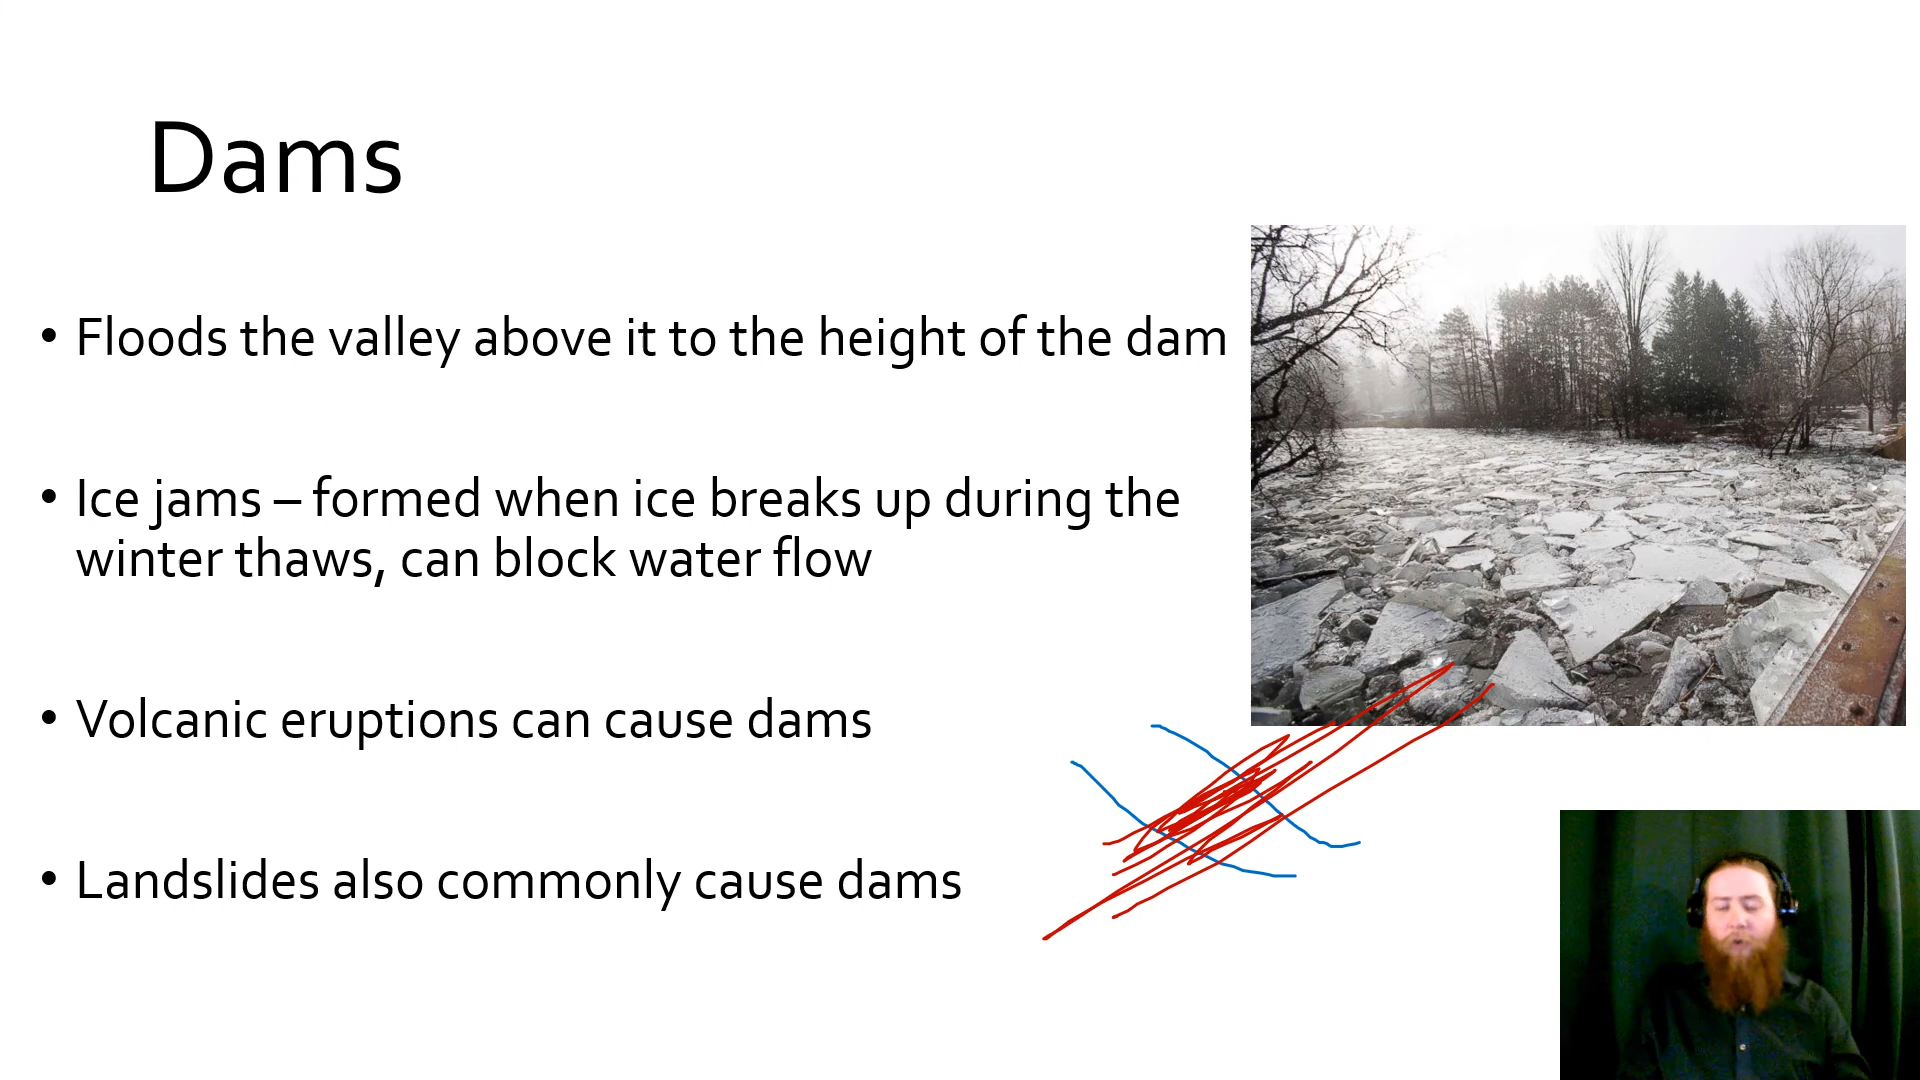 Dams
• Floods the valley above it to the height of the dam
• Ice jams – formed when ice breaks up during the
winter thaws, can block water flow
• Volcanic eruptions can cause dams
• Landslides also commonly cause dams